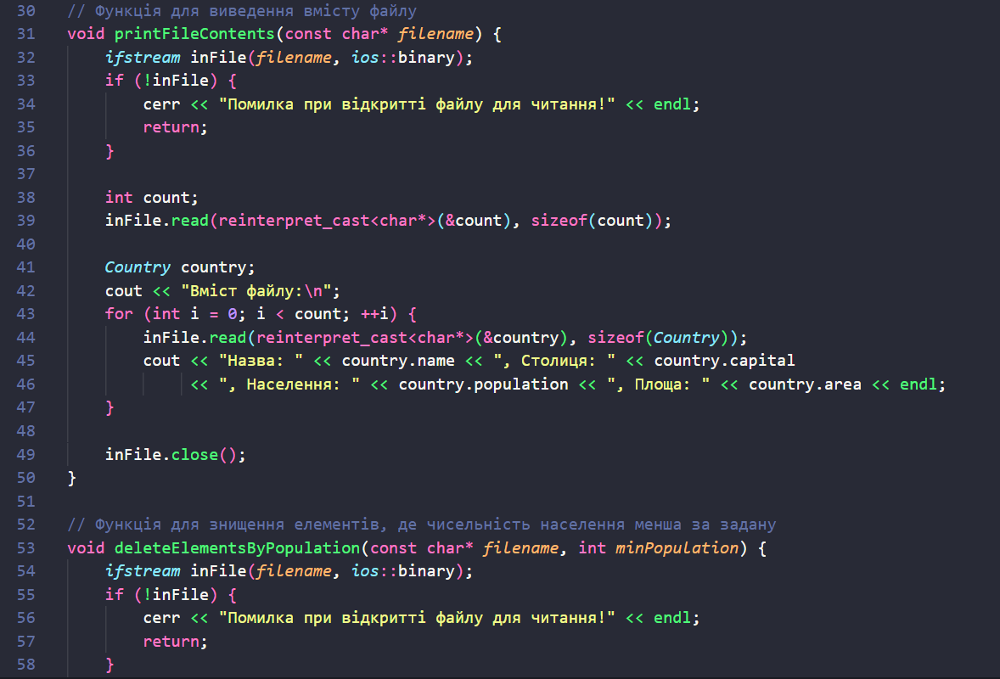 30 // Функція для виведення вмісту файлу
31 void printFileContents(const char* filename) {
32     ifstream inFile(filename, ios::binary);
33     if (!inFile) {
34         cerr << "Помилка при відкритті файлу для читання!" << endl;
35         return;
36     }
37
38     int count;
39     inFile.read(reinterpret_cast<char*>(&count), sizeof(count));
40
41     Country country;
42     cout << "Вміст файлу:\n";
43     for (int i = 0; i < count; ++i) {
44         inFile.read(reinterpret_cast<char*>(&country), sizeof(Country));
45         cout << "Назва: " << country.name << ", Столиця: " << country.capital
46              << ", Населення: " << country.population << ", Площа: " << country.area << endl;
47     }
48
49     inFile.close();
50 }
51
52 // Функція для знищення елементів, де чисельність населення менша за задану
53 void deleteElementsByPopulation(const char* filename, int minPopulation) {
54     ifstream inFile(filename, ios::binary);
55     if (!inFile) {
56         cerr << "Помилка при відкритті файлу для читання!" << endl;
57         return;
58     }